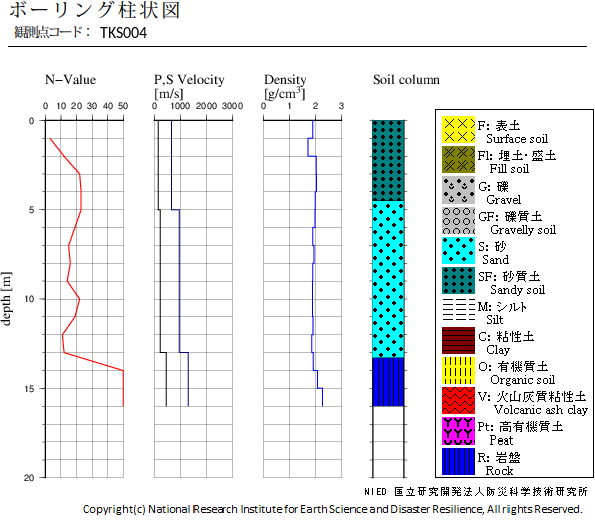 ボーリング柱状図
観測点コード： TKS004
N-Value
0 10 20 30 40 50
P,S Velocity
[m/s]
0 1000 2000 3000
Density
[g/cm3]
0 1 2 3
Soil column
depth [m]
0
5
10
15
20
F: 表土
Surface soil
Fl: 埋土・盛土
Fill soil
G: 礫
Gravel
GF: 礫質土
Gravelly soil
S: 砂
Sand
SF: 砂質土
Sandy soil
M: シルト
Silt
C: 粘性土
Clay
O: 有機質土
Organic soil
V: 火山灰質粘性土
Volcanic ash clay
Pt: 高有機質土
Peat
R: 岩盤
Rock
NIED 国立研究開発法人防災科学技術研究所
Copyright(c) National Research Institute for Earth Science and Disaster Resilience, All rights Reserved.